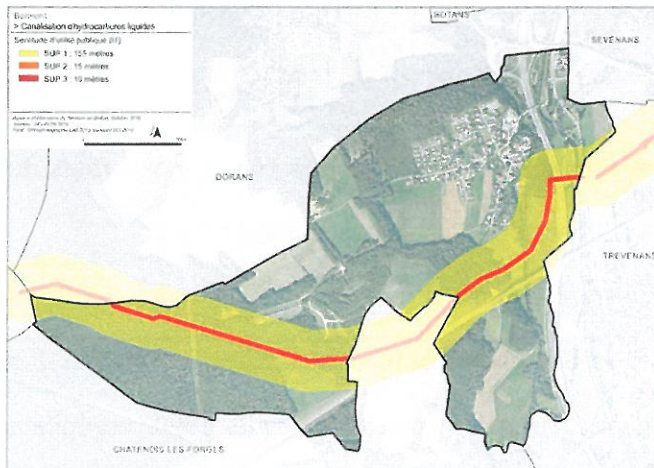 Bermont
> Canalisation d'hydrocarbures liquides
Servitude d'utilité publique (I1)
SUP 1 : 155 mètres
SUP 2 : 15 mètres
SUP 3 : 10 mètres
BOTANS
SEVENANS
DORANS
TREVENANS
CHATENOIS LES FORGES